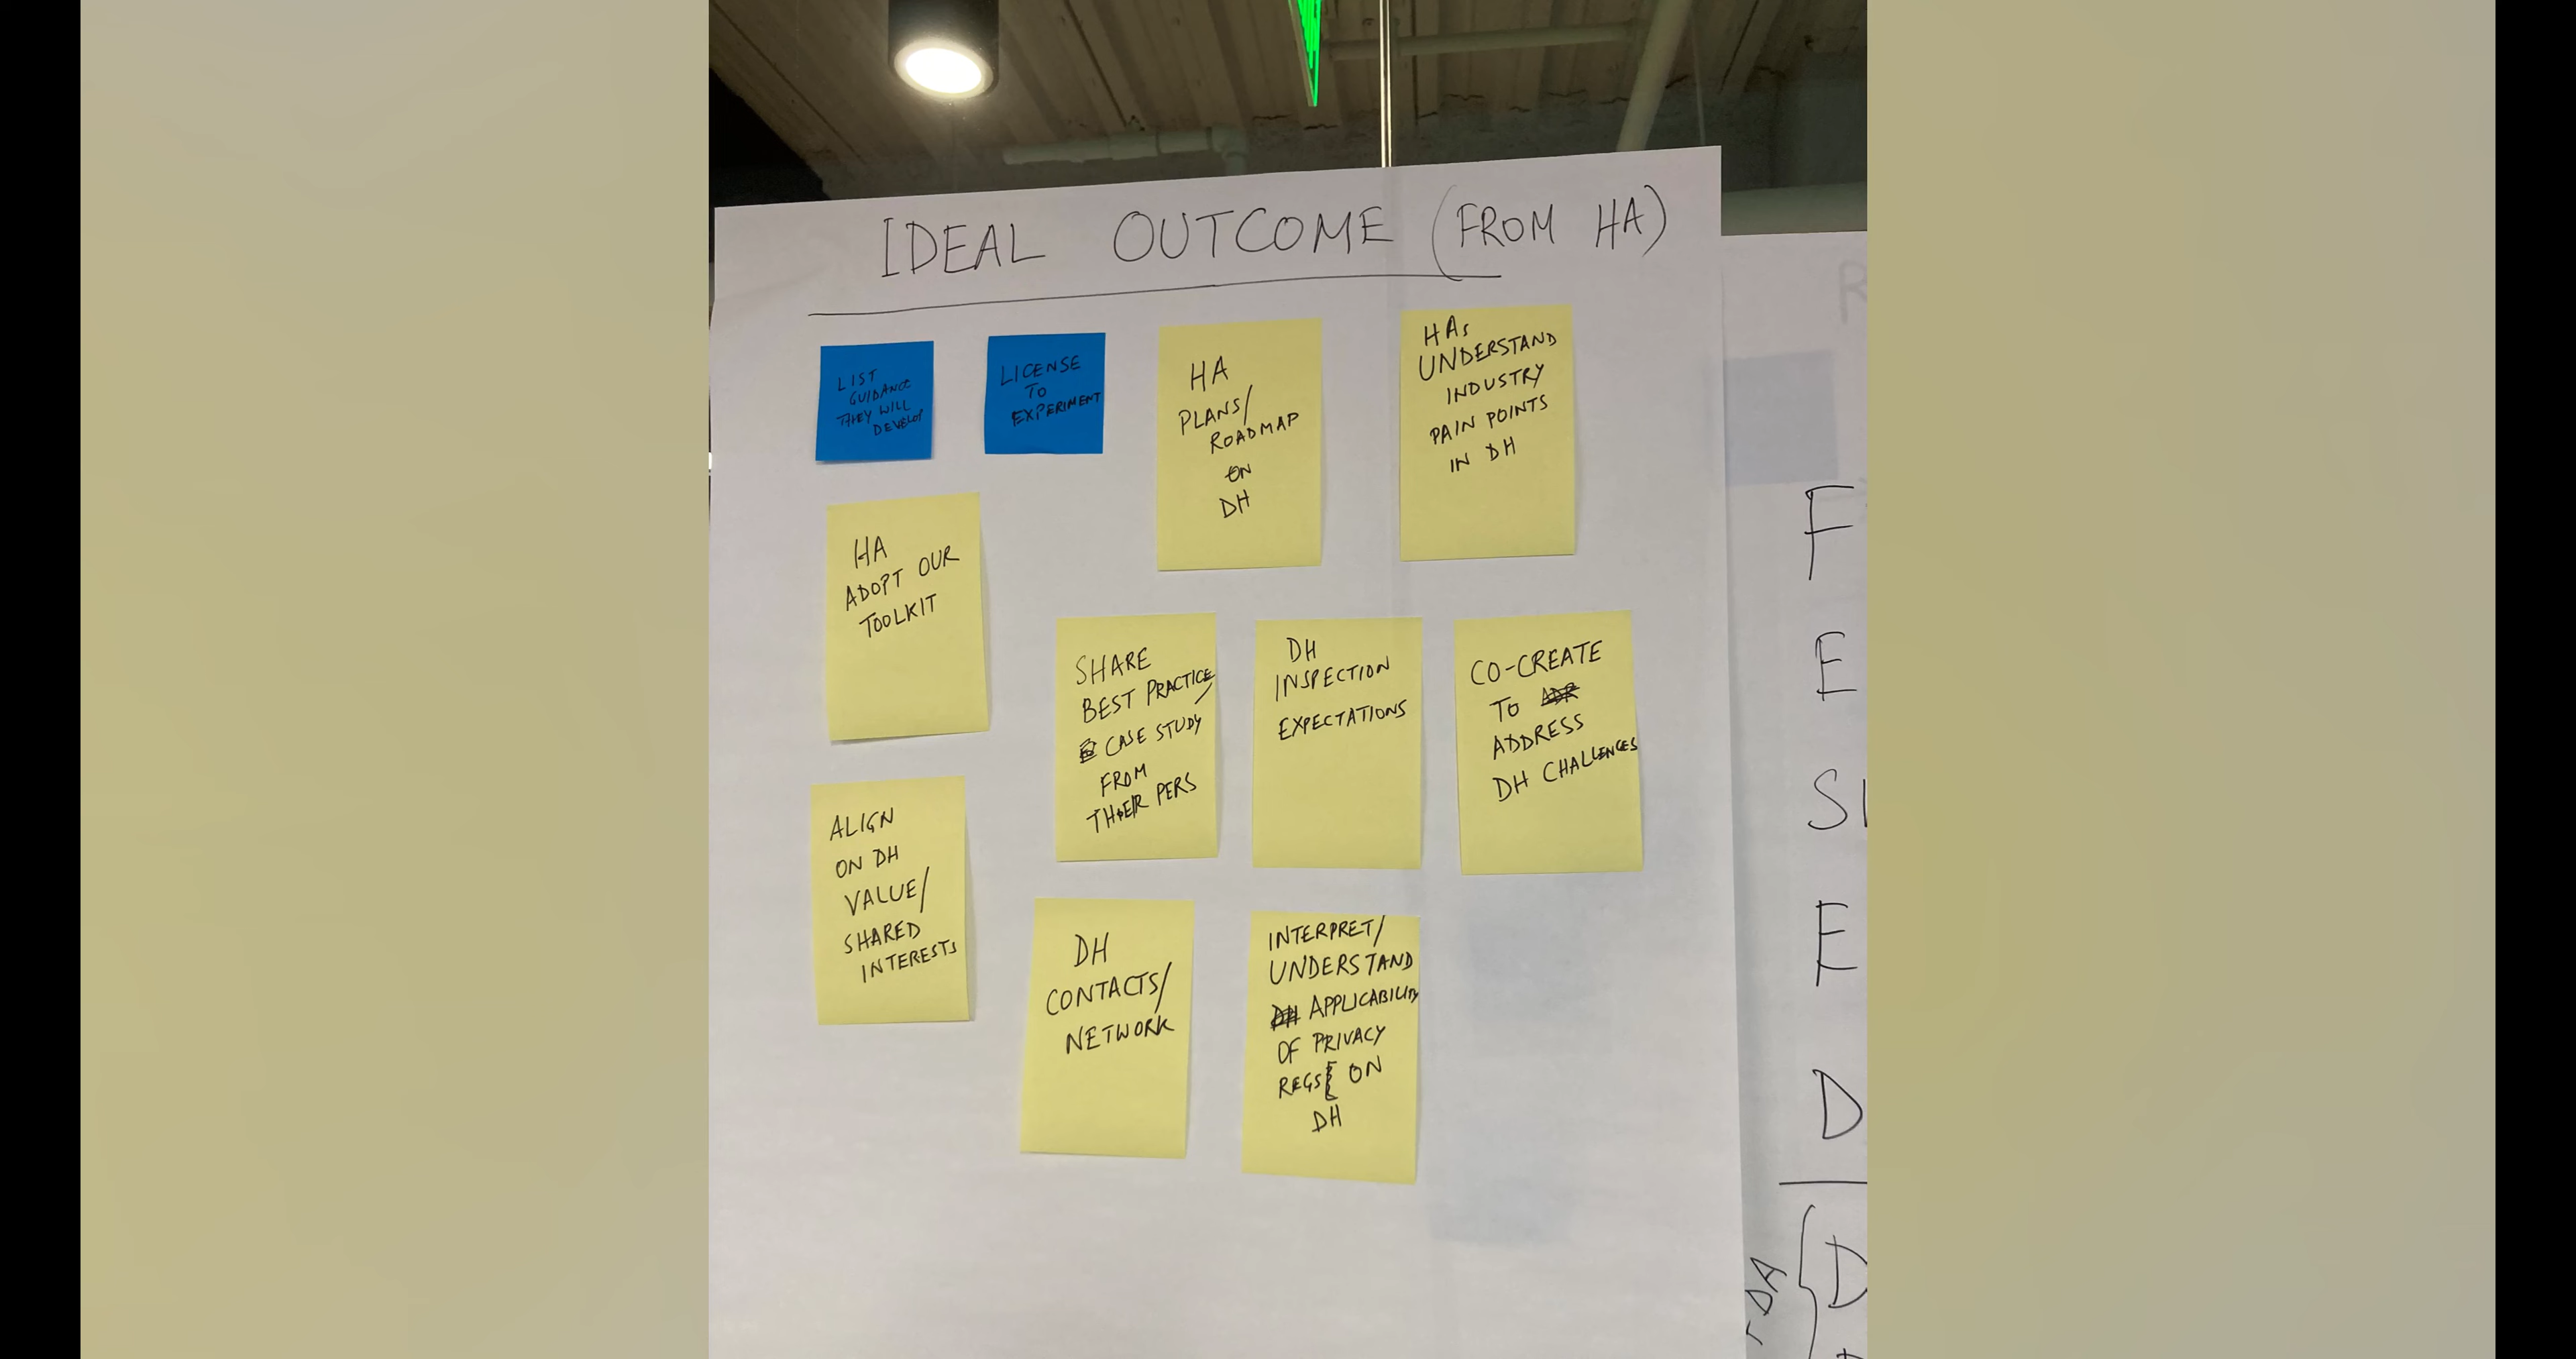 IDEAL OUTCOME (FROM HA)
LIST
GUIDANCE
THEY WILL
DEVELOP
LICENSE
TO
EXPERIMENT
HA
PLANS/
ROADMAP
ON
DH
HAs
UNDERSTAND
INDUSTRY
PAIN POINTS
IN DH
HA
ADOPT OUR
TOOLKIT
SHARE
BEST PRACTICE/
CASE STUDY
FROM
THEIR PERS
DH
INSPECTION
EXPECTATIONS
CO-CREATE
TO
ADDRESS
DH CHALLENGES
ALIGN
ON DH
VALUE/
SHARED
INTERESTS
DH
CONTACTS/
NETWORK
INTERPRET/
UNDERSTAND
APPLICABILITY
OF PRIVACY
REGS ON
DH
R
F
E
S
E
D
D